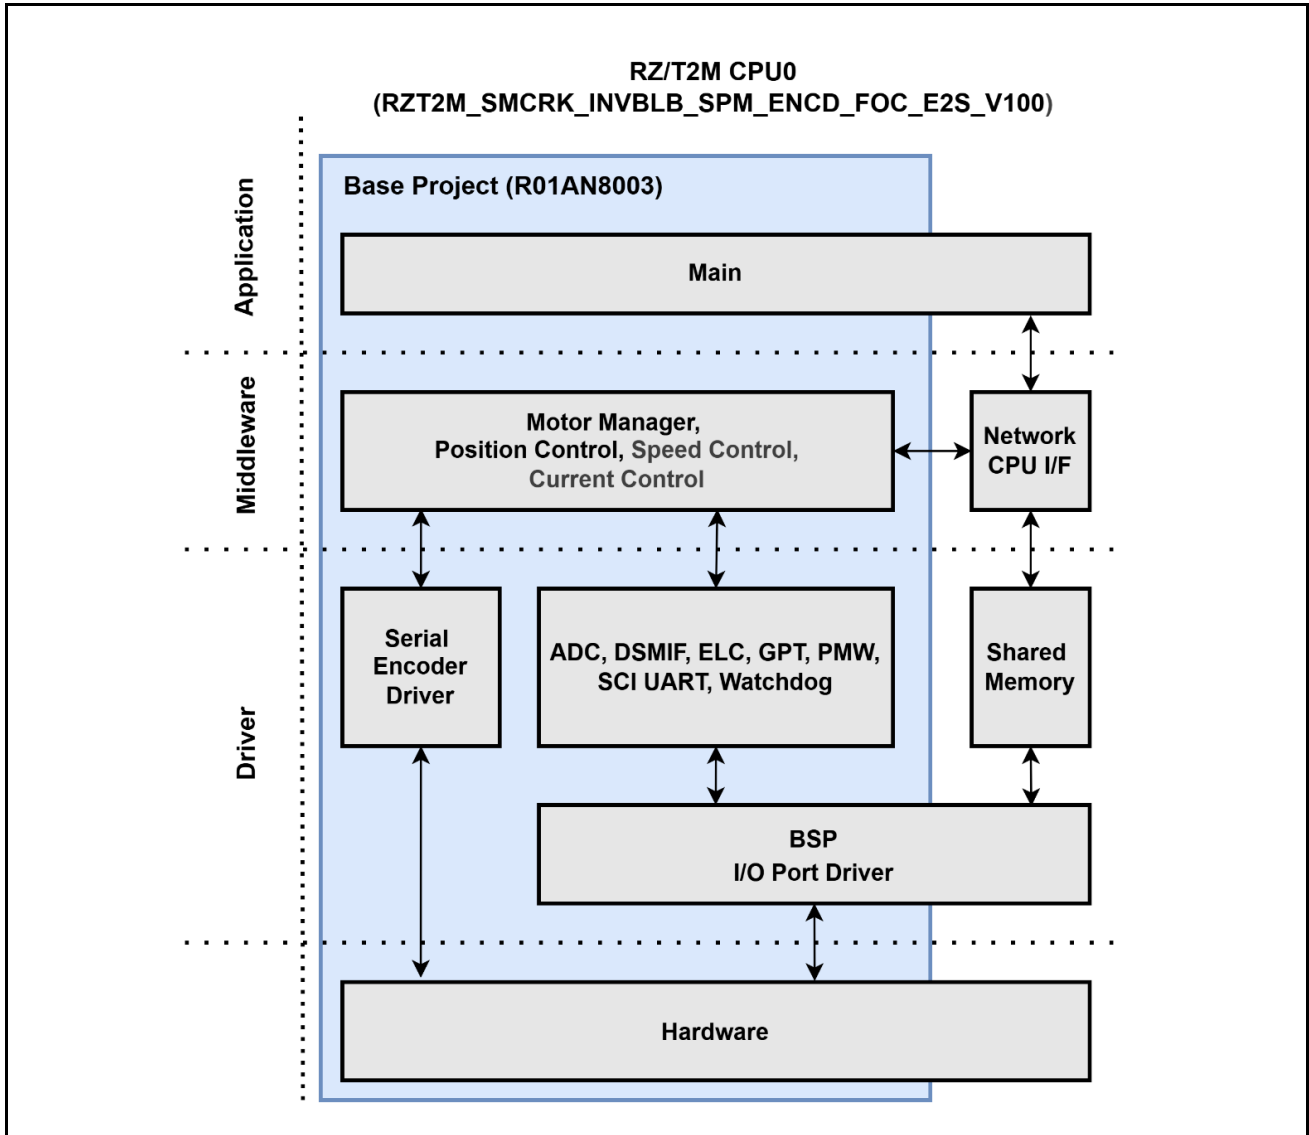 RZ/T2M CPU0
(RZT2M_SMCRK_INVBLB_SPM_ENCD_FOC_E2S_V100)
Base Project (R01AN8003)
Application
Main
Middleware
Motor Manager,
Position Control, Speed Control,
Current Control
Network
CPU I/F
Driver
Serial
Encoder
Driver
ADC, DSMIF, ELC, GPT, PMW,
SCI UART, Watchdog
Shared
Memory
BSP
I/O Port Driver
Hardware